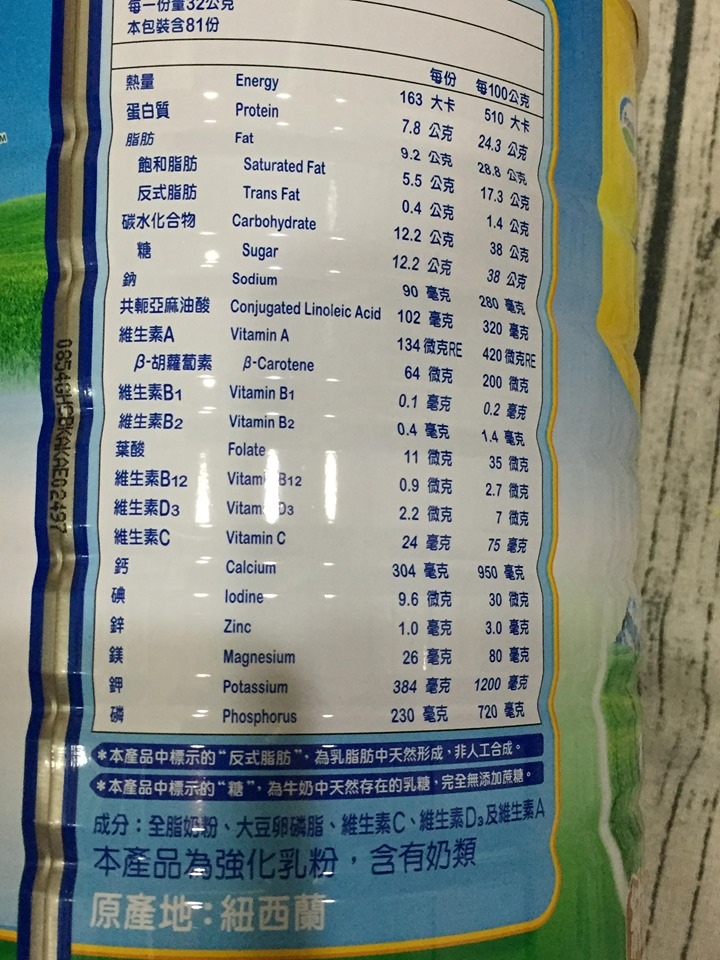 每一份量32公克
本包裝含81份
每份 每100公克
熱量 Energy 163 大卡 510 大卡
蛋白質 Protein 7.8 公克 24.3 公克
脂肪 Fat 9.2 公克 28.8 公克
飽和脂肪 Saturated Fat 5.5 公克 17.3 公克
反式脂肪 Trans Fat 0.4 公克 1.4 公克
碳水化合物 Carbohydrate 12.2 公克 38 公克
糖 Sugar 12.2 公克 38 公克
鈉 Sodium 90 毫克 280 毫克
共軛亞麻油酸 Conjugated Linoleic Acid 102 毫克 320 毫克
維生素A Vitamin A 134 微克RE 420 微克RE
β-胡蘿蔔素 β-Carotene 64 微克 200 微克
維生素B1 Vitamin B1 0.1 毫克 0.2 毫克
維生素B2 Vitamin B2 0.4 毫克 1.4 毫克
葉酸 Folate 11 微克 35 微克
維生素B12 Vitamin B12 0.9 微克 2.7 微克
維生素D3 Vitamin D3 2.2 微克 7 微克
維生素C Vitamin C 24 毫克 75 毫克
鈣 Calcium 304 毫克 950 毫克
碘 Iodine 9.6 微克 30 微克
鋅 Zinc 1.0 毫克 3.0 毫克
鎂 Magnesium 26 毫克 80 毫克
鉀 Potassium 384 毫克 1200 毫克
磷 Phosphorus 230 毫克 720 毫克
*本產品中標示的“反式脂肪”，為乳脂肪中天然形成，非人工合成。
*本產品中標示的“糖”，為牛奶中天然存在的乳糖，完全無添加蔗糖。
成分：全脂奶粉、大豆卵磷脂、維生素C、維生素D3及維生素A
本產品為強化乳粉，含有奶類
原產地：紐西蘭